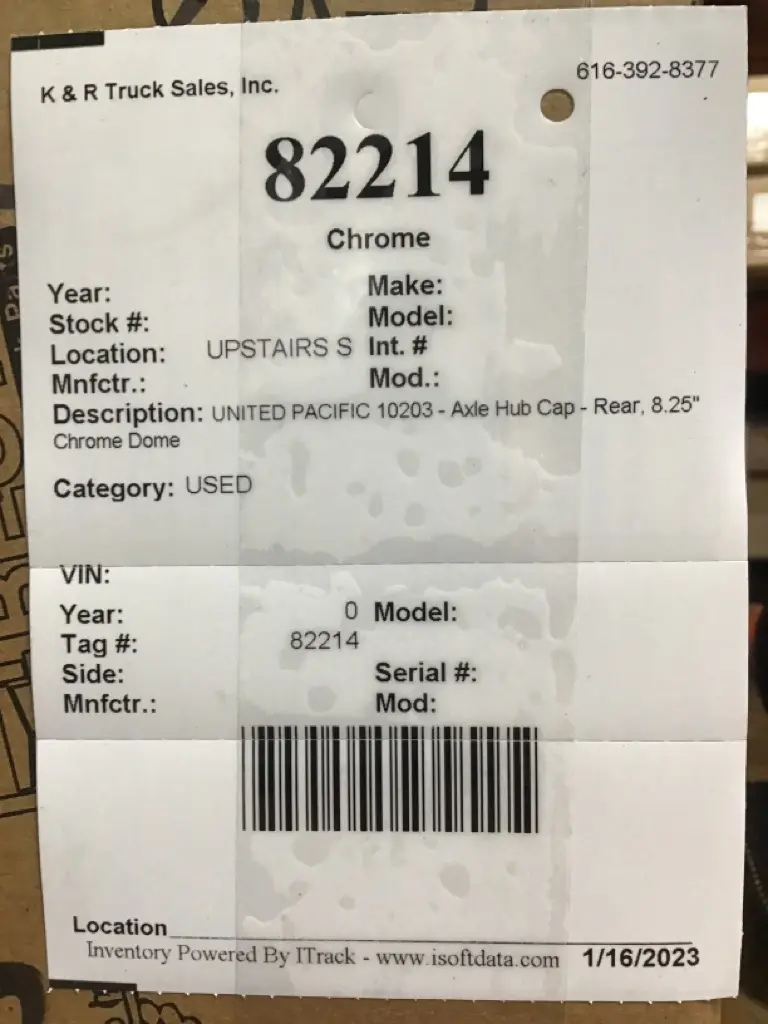 K & R Truck Sales, Inc. 616-392-8377
82214
Chrome
Year: Make:
Stock #: Model:
Location: UPSTAIRS S Int. #
Mnfctr.: Mod.:
Description: UNITED PACIFIC 10203 - Axle Hub Cap - Rear, 8.25"
Chrome Dome
Category: USED
VIN:
Year: 0 Model:
Tag #: 82214
Side: Serial #:
Mnfctr.: Mod:
Location
Inventory Powered By ITrack - www.isoftdata.com 1/16/2023